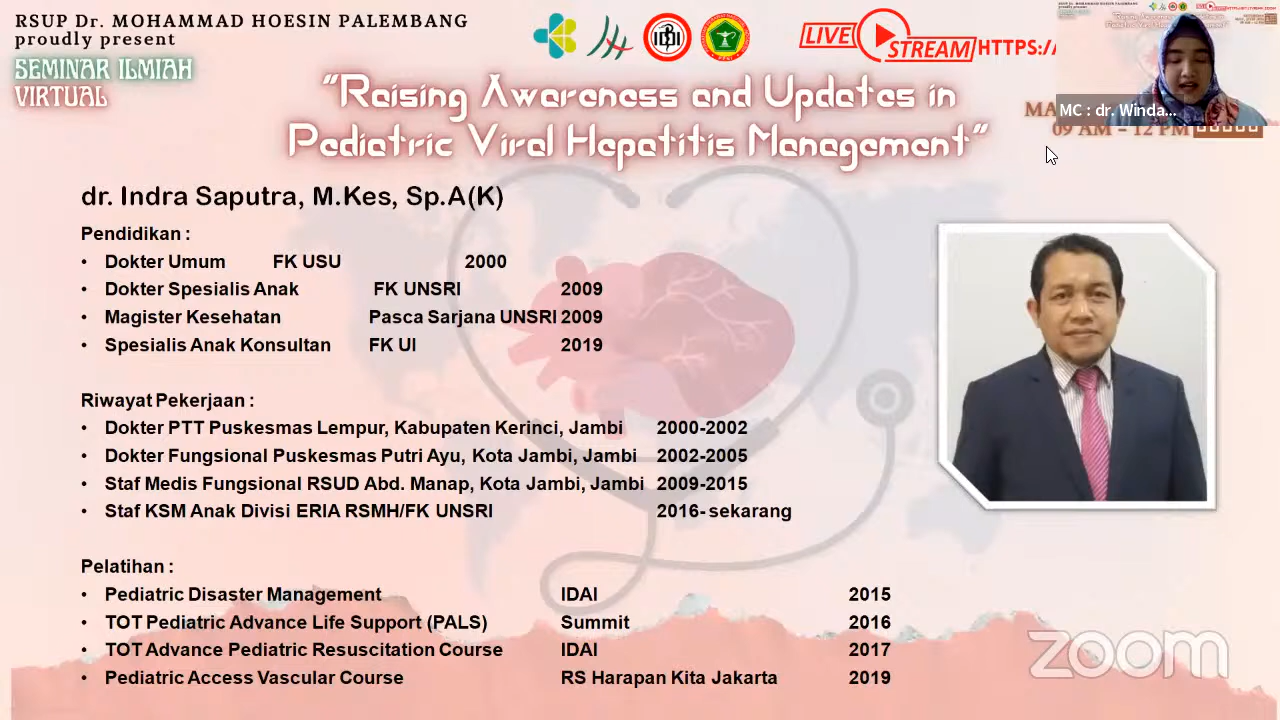 RSUP Dr. MOHAMMAD HOESIN PALEMBANG
proudly present
SEMINAR ILMIAH
VIRTUAL
LIVE
STREAM
HTTPS:/
"Raising Awareness and Updates in
Pediatric Viral Hepatitis Management"
MA
09 AM - 12 PM
MC : dr. Winda...
dr. Indra Saputra, M.Kes, Sp.A(K)
Pendidikan :
• Dokter Umum FK USU 2000
• Dokter Spesialis Anak FK UNSRI 2009
• Magister Kesehatan Pasca Sarjana UNSRI 2009
• Spesialis Anak Konsultan FK UI 2019
Riwayat Pekerjaan :
• Dokter PTT Puskesmas Lempur, Kabupaten Kerinci, Jambi 2000-2002
• Dokter Fungsional Puskesmas Putri Ayu, Kota Jambi, Jambi 2002-2005
• Staf Medis Fungsional RSUD Abd. Manap, Kota Jambi, Jambi 2009-2015
• Staf KSM Anak Divisi ERIA RSMH/FK UNSRI 2016- sekarang
Pelatihan :
• Pediatric Disaster Management IDAI 2015
• TOT Pediatric Advance Life Support (PALS) Summit 2016
• TOT Advance Pediatric Resuscitation Course IDAI 2017
• Pediatric Access Vascular Course RS Harapan Kita Jakarta 2019
zoom